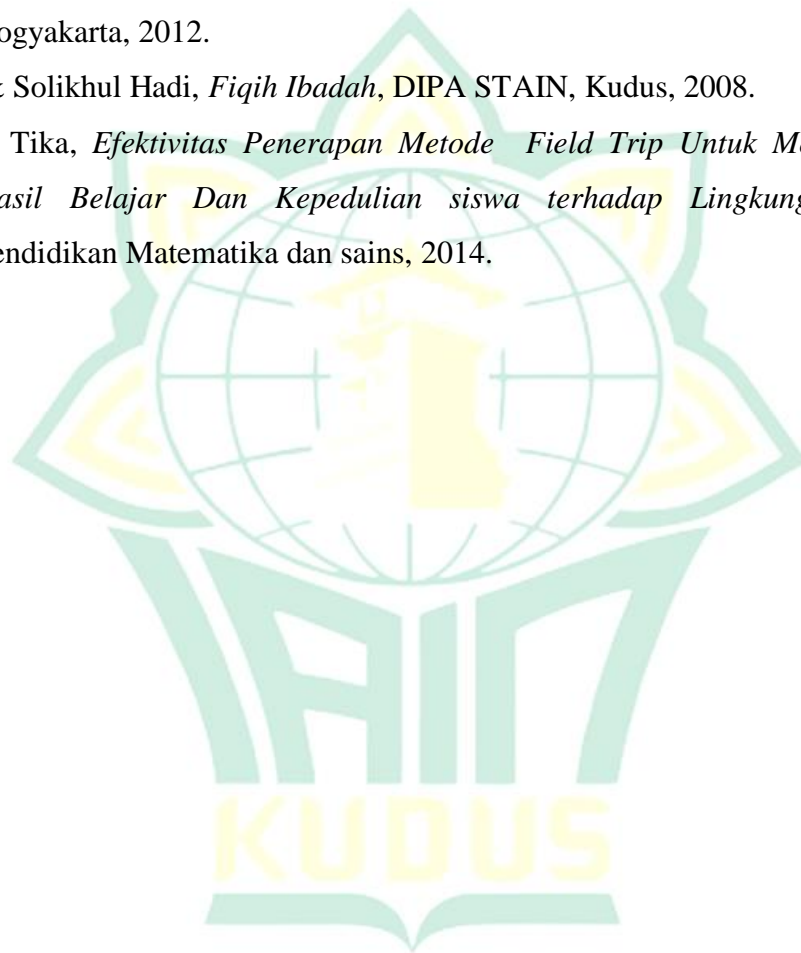 ogyakarta, 2012.
Solikhul Hadi, Fiqih Ibadah, DIPA STAIN, Kudus, 2008.
Tika, Efektivitas Penerapan Metode Field Trip Untuk M
asil Belajar Dan Kepedulian siswa terhadap Lingkung
endidikan Matematika dan sains, 2014.
IAIN
KUDUS